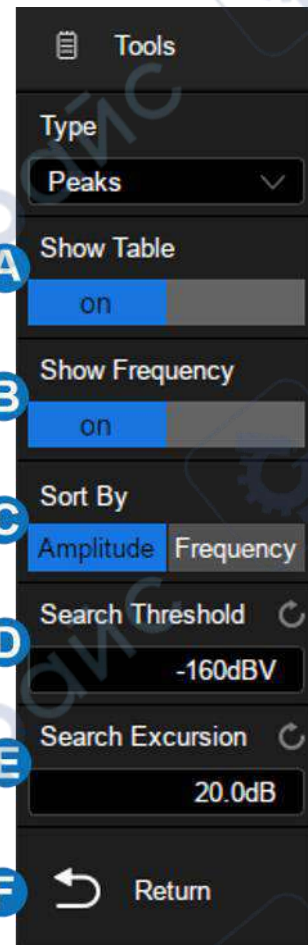 Tools
Type
Peaks
A
Show Table
on
B
Show Frequency
on
C
Sort By
Amplitude Frequency
D
Search Threshold
-160dBV
E
Search Excursion
20.0dB
F
Return